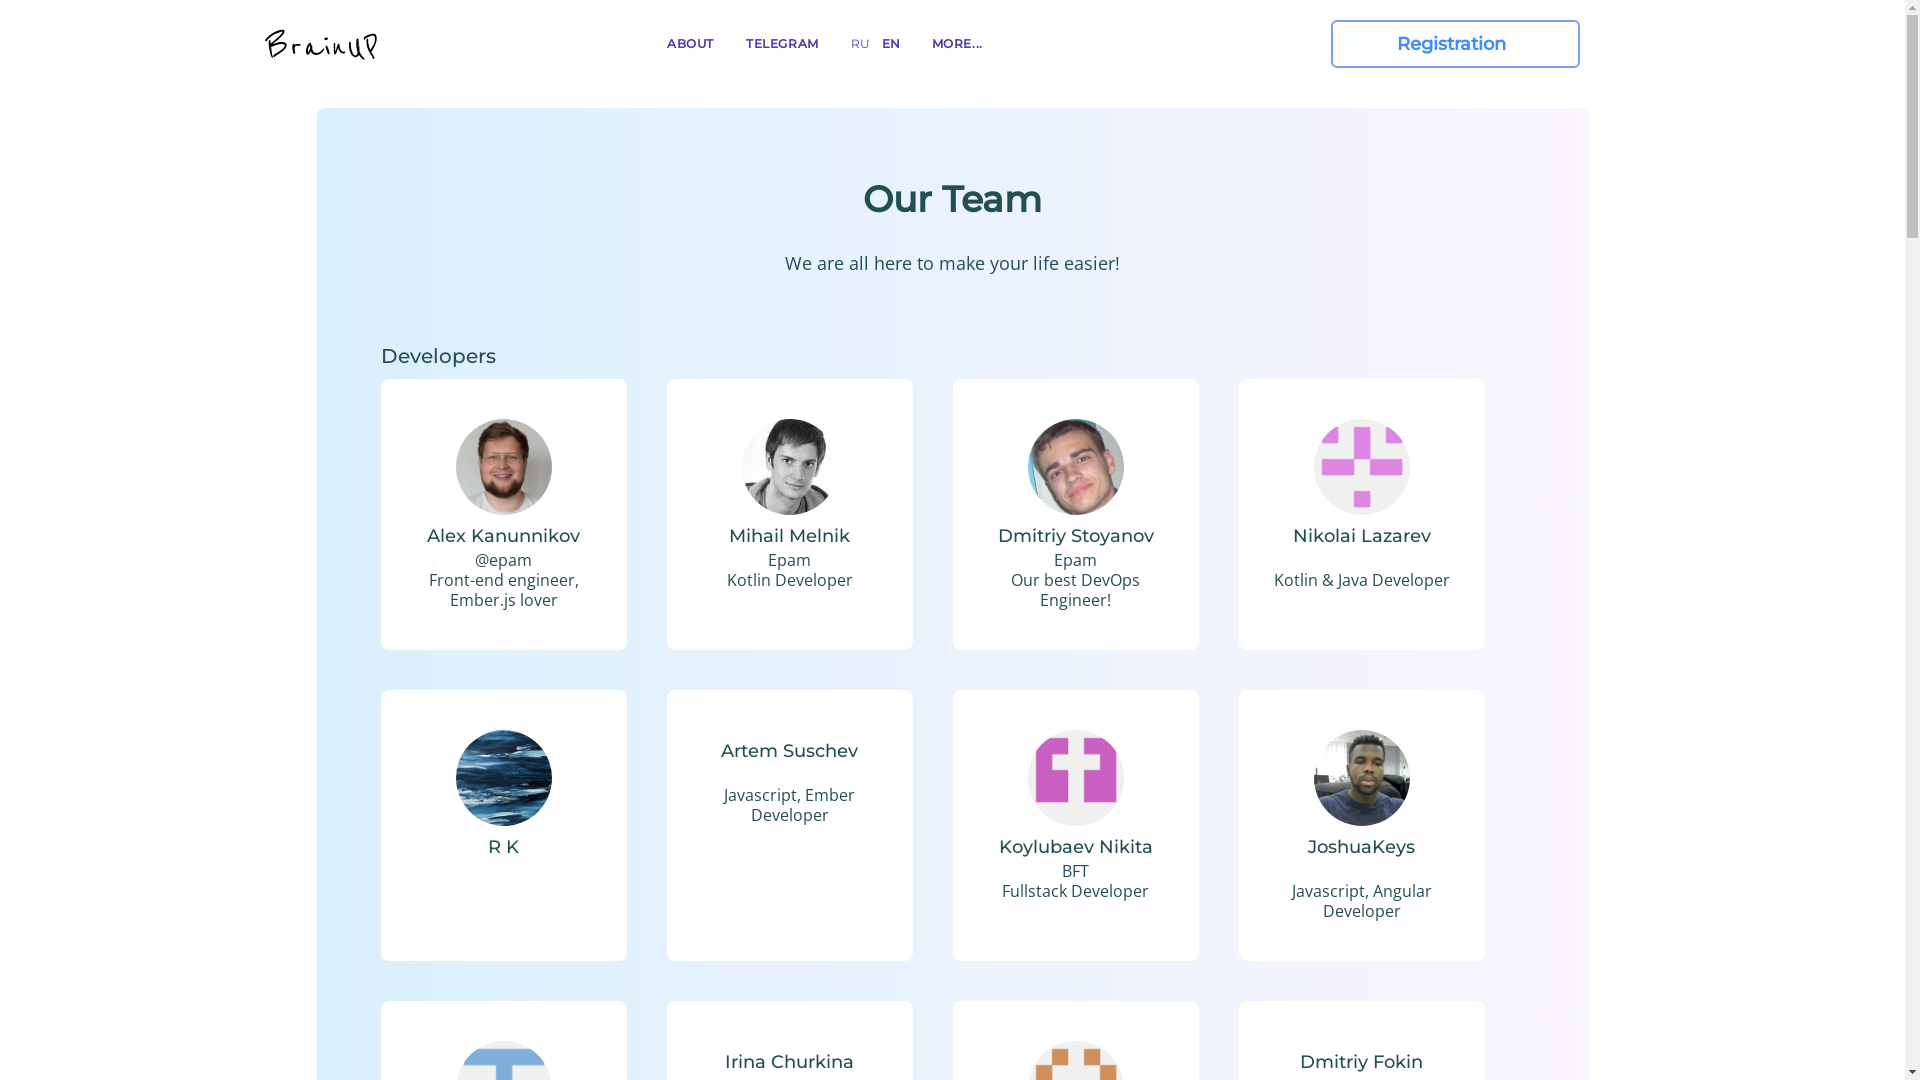 BrainUP
ABOUT
TELEGRAM
RU
EN
MORE...
Registration
Our Team
We are all here to make your life easier!
Developers
Alex Kanunnikov
@epam
Front-end engineer,
Ember.js lover
Mihail Melnik
Epam
Kotlin Developer
Dmitriy Stoyanov
Epam
Our best DevOps
Engineer!
Nikolai Lazarev
Kotlin & Java Developer
R K
Artem Suschev
Javascript, Ember
Developer
Koylubaev Nikita
BFT
Fullstack Developer
JoshuaKeys
Javascript, Angular
Developer
Irina Churkina
Dmitriy Fokin